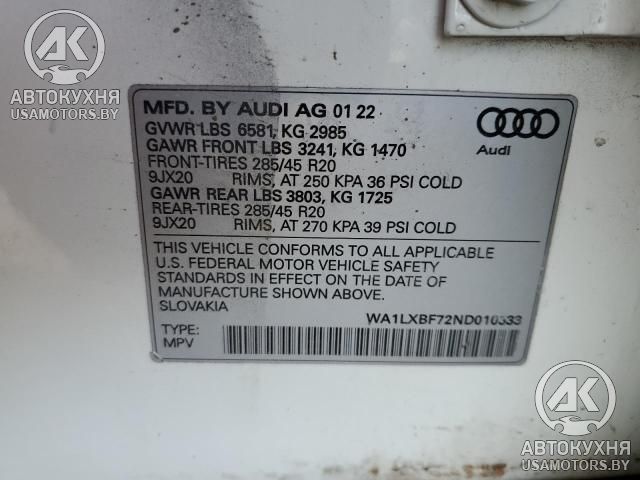 AK
АВТОКУХНЯ
USAMOTORS.BY
MFD. BY AUDI AG 01 22
GVWR LBS 6581, KG 2985
GAWR FRONT LBS 3241, KG 1470
FRONT-TIRES 285/45 R20
9JX20 RIMS, AT 250 KPA 36 PSI COLD
GAWR REAR LBS 3803, KG 1725
REAR-TIRES 285/45 R20
9JX20 RIMS, AT 270 KPA 39 PSI COLD
Audi
THIS VEHICLE CONFORMS TO ALL APPLICABLE
U.S. FEDERAL MOTOR VEHICLE SAFETY
STANDARDS IN EFFECT ON THE DATE OF
MANUFACTURE SHOWN ABOVE.
SLOVAKIA
WA1LXBF72ND010333
TYPE:
MPV
AK
АВТОКУХНЯ
USAMOTORS.BY